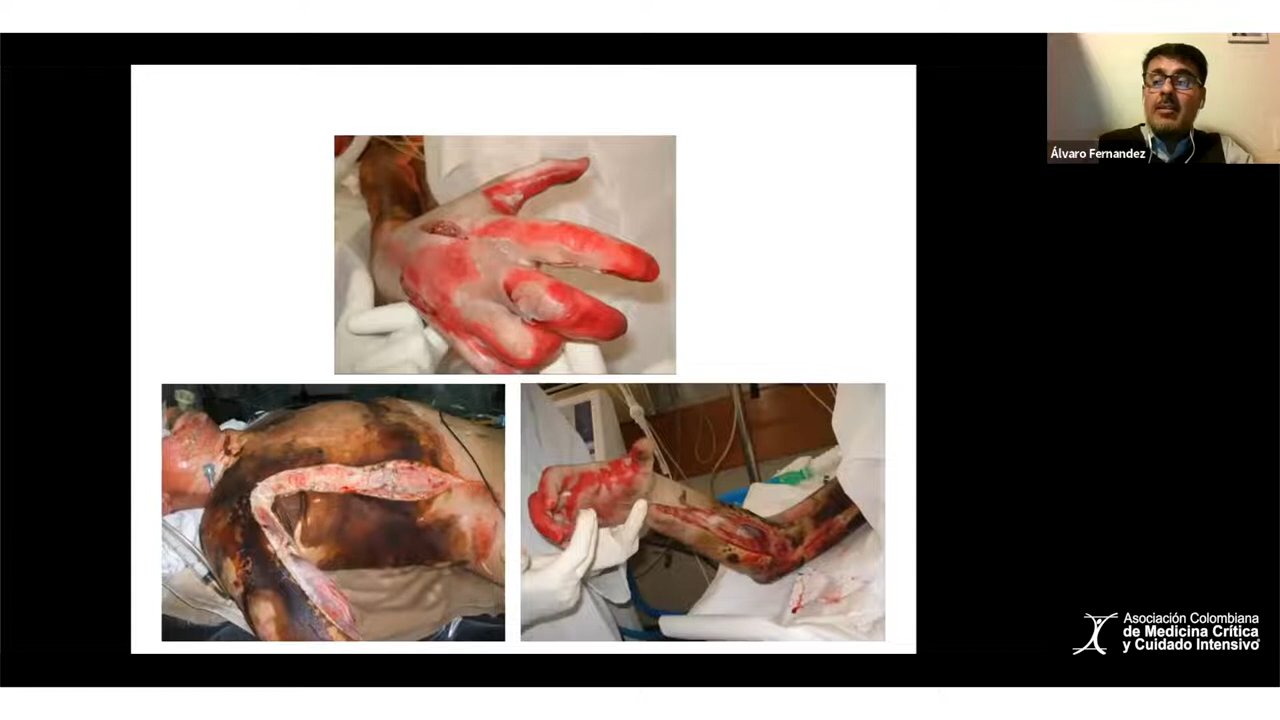 Álvaro Fernandez
Asociación Colombiana
de Medicina Crítica
y Cuidado Intensivo